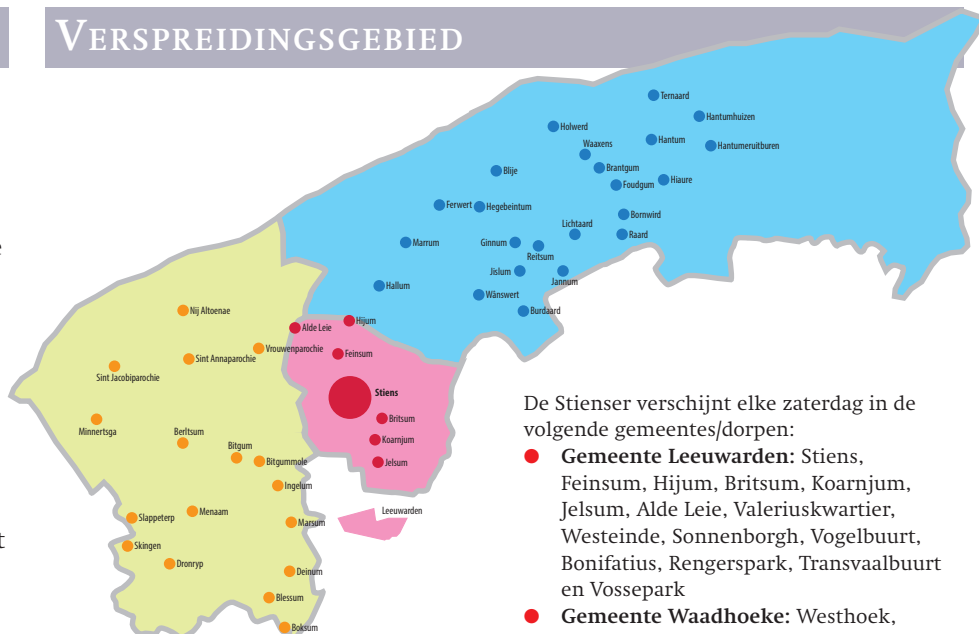 VERSPREIDINGSGEBIED
Ternaard
Hantumhuizen
Holwerd
Hantum
Waaxens
Hantumeruitburen
Brantgum
Blije
Foudgum
Hiaure
Ferwert
Hegebeintum
Bornwird
Lichtaard
Raard
Marrum
Ginnum
Reitsum
Jislum
Jannum
Hallum
Wânswert
Burdaard
Nij Altoenae
Hijum
Alde Leie
Vrouwenparochie
Feinsum
Sint Annaparochie
Sint Jacobiparochie
Stiens
Minnertsga
Britsum
Berltsum
Koarnjum
Bitgum
Bitgummole
Jelsum
Ingelum
Menaam
Leeuwarden
Slappeterp
Marsum
Skingen
Dronryp
Deinum
Blessum
Boksum
De Stienser verschijnt elke zaterdag in de
volgende gemeentes/dorpen:
Gemeente Leeuwarden: Stiens,
Feinsum, Hijum, Britsum, Koarnjum,
Jelsum, Alde Leie, Valeriuskwartier,
Westeinde, Sonnenborgh, Vogelbuurt,
Bonifatius, Rengerspark, Transvaalbuurt
en Vossepark
Gemeente Waadhoeke: Westhoek,